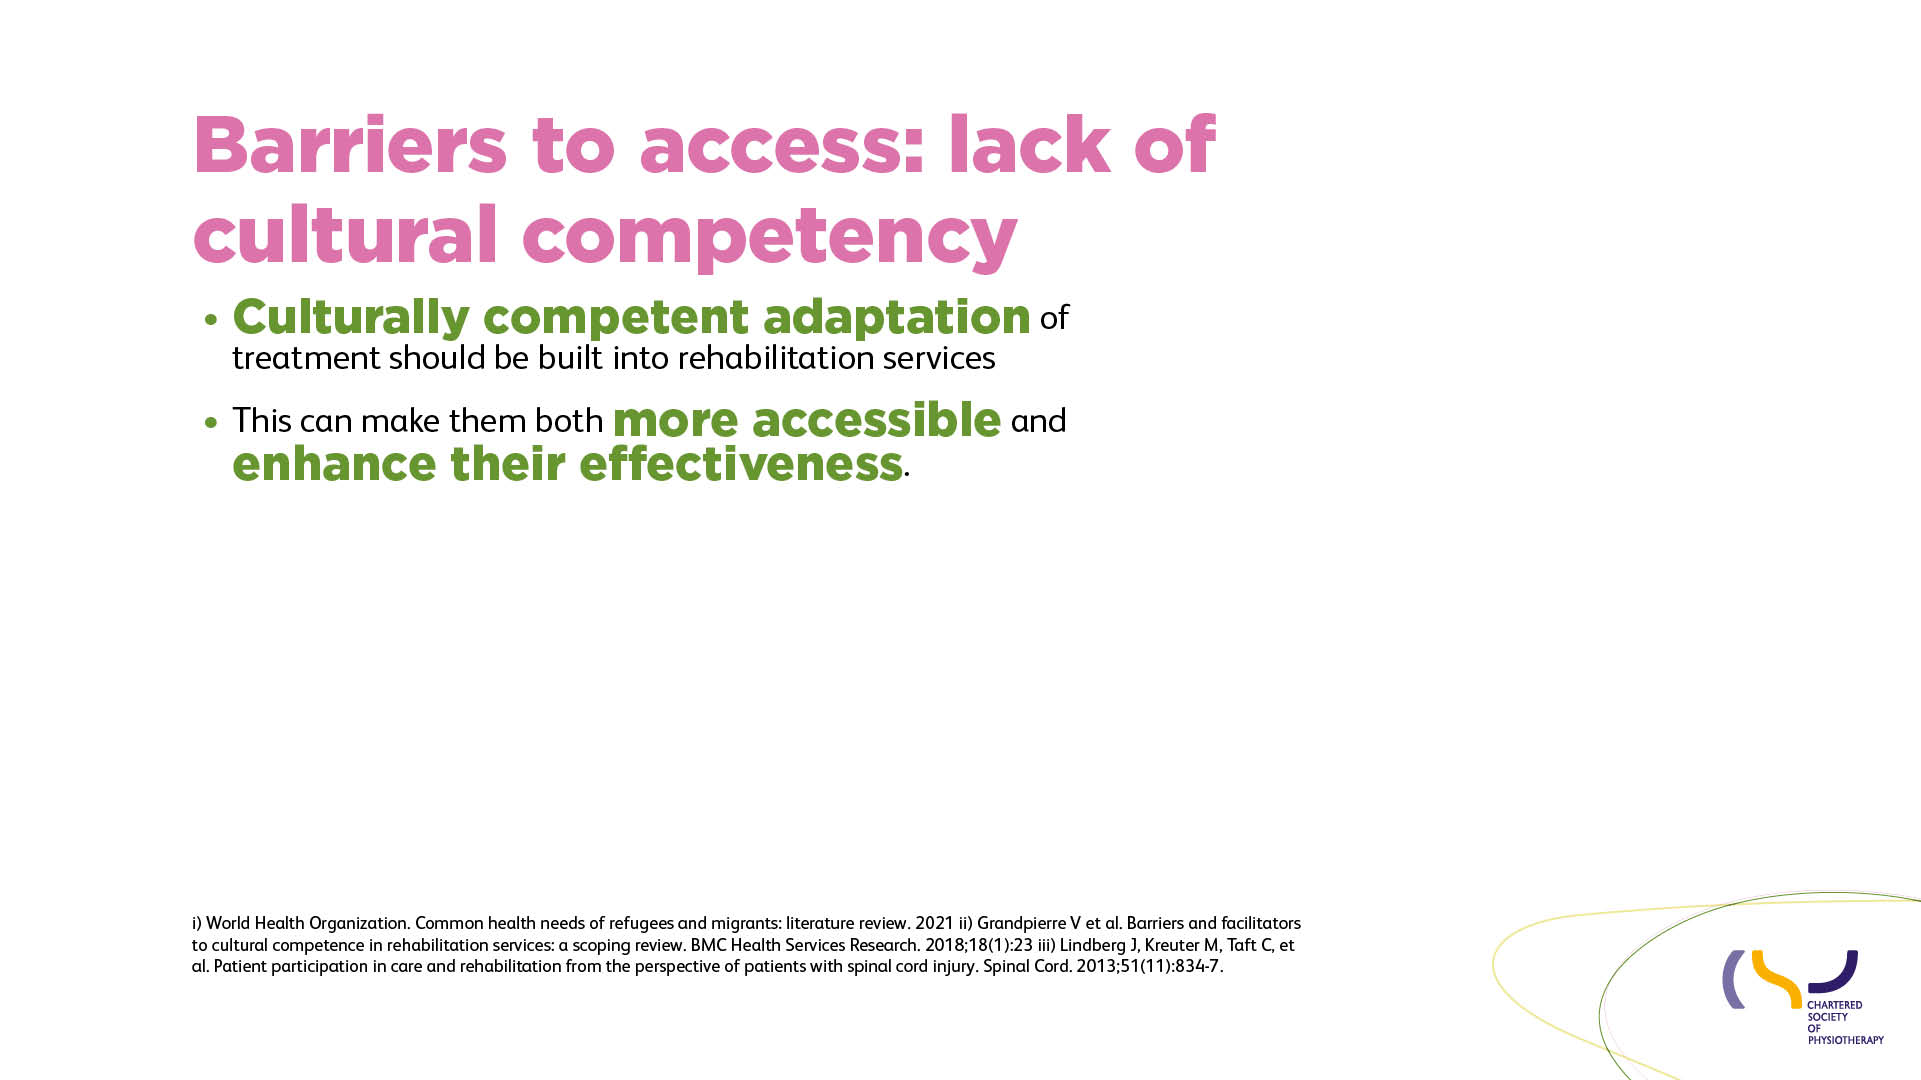 Barriers to access: lack of
cultural competency
• Culturally competent adaptation of
treatment should be built into rehabilitation services
• This can make them both more accessible and
enhance their effectiveness.
i) World Health Organization. Common health needs of refugees and migrants: literature review. 2021 ii) Grandpierre V et al. Barriers and facilitators
to cultural competence in rehabilitation services: a scoping review. BMC Health Services Research. 2018;18(1):23 iii) Lindberg J, Kreuter M, Taft C, et
al. Patient participation in care and rehabilitation from the perspective of patients with spinal cord injury. Spinal Cord. 2013;51(11):834-7.
CHARTERED
SOCIETY
OF
PHYSIOTHERAPY